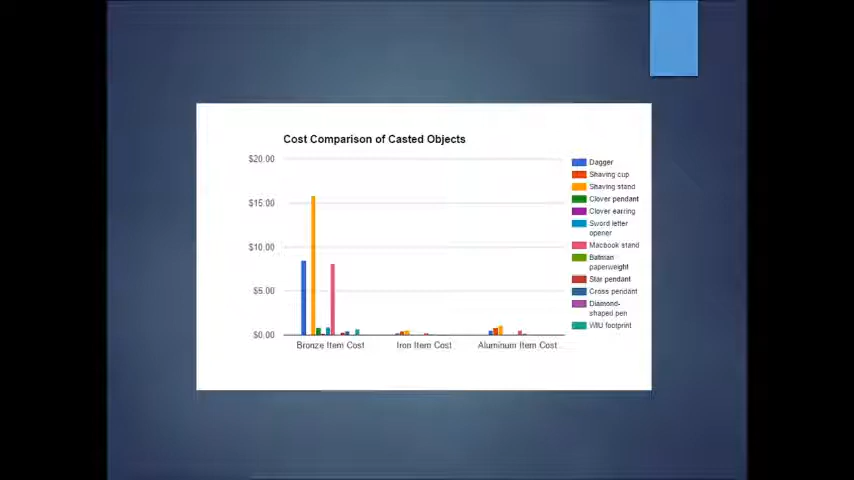 Cost Comparison of Casted Objects
$20.00
$15.00
$10.00
$5.00
$0.00
Bronze Item Cost
Iron Item Cost
Aluminum Item Cost
Dagger
Shaving cup
Shaving stand
Clover pendant
Clover earring
Sword letter
opener
Macbook stand
Batman
paperweight
Star pendant
Cross pendant
Diamond-
shaped pen
footprint